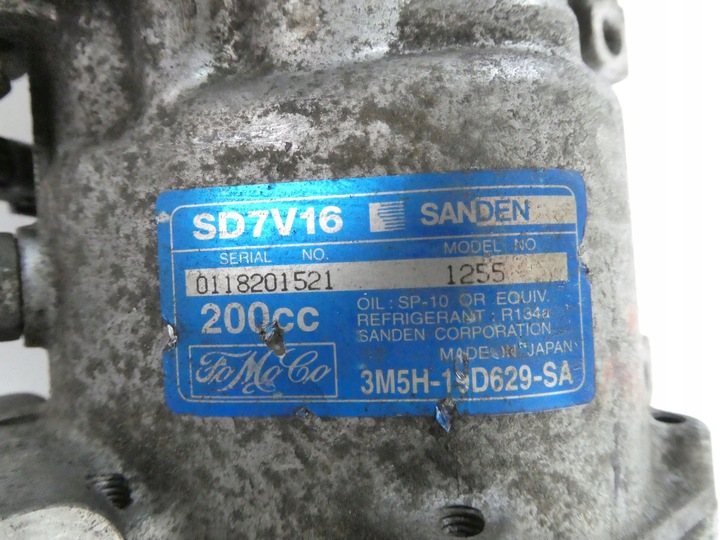 SD7V16 SANDEN
SERIAL NO. MODEL NO
0118201521 1255
200cc OIL : SP-10 OR EQUIV.
REFRIGERANT : R134a
SANDEN CORPORATION
MADE IN JAPAN
FoMoCo 3M5H-19D629-SA